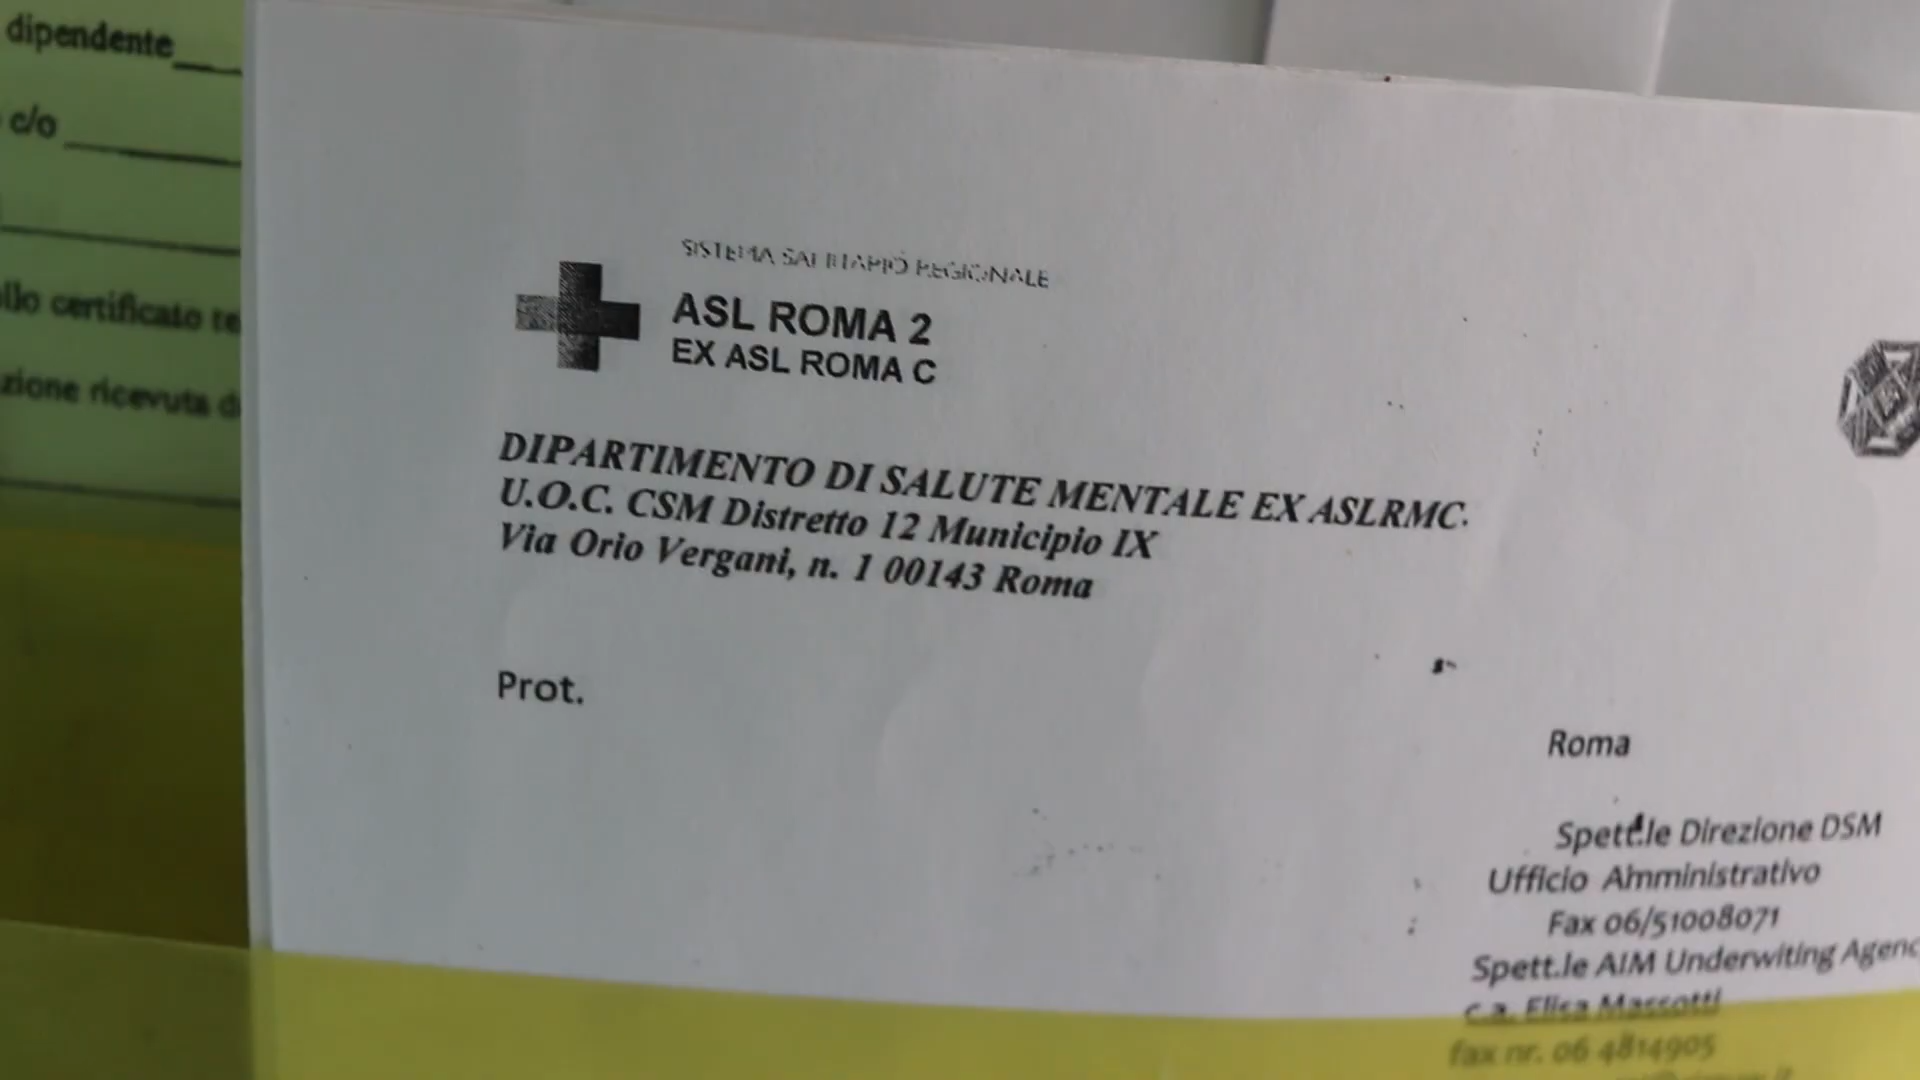 dipendente
c/o
llo certificato
zione ricevuta d
SISTEMA SANITARIO REGIONALE
ASL ROMA 2
EX ASL ROMA C
DIPARTIMENTO DI SALUTE MENTALE EX ASLRMC.
U.O.C. CSM Distretto 12 Municipio IX
Via Orio Vergani, n. 1 00143 Roma
Prot.
Roma
Spett.le Direzione DSM
Ufficio Amministrativo
Fax 06/51008071
Spett.le AIM Underwiting Agenc
c.a. Elisa Massotti
fax nr. 06 4814905